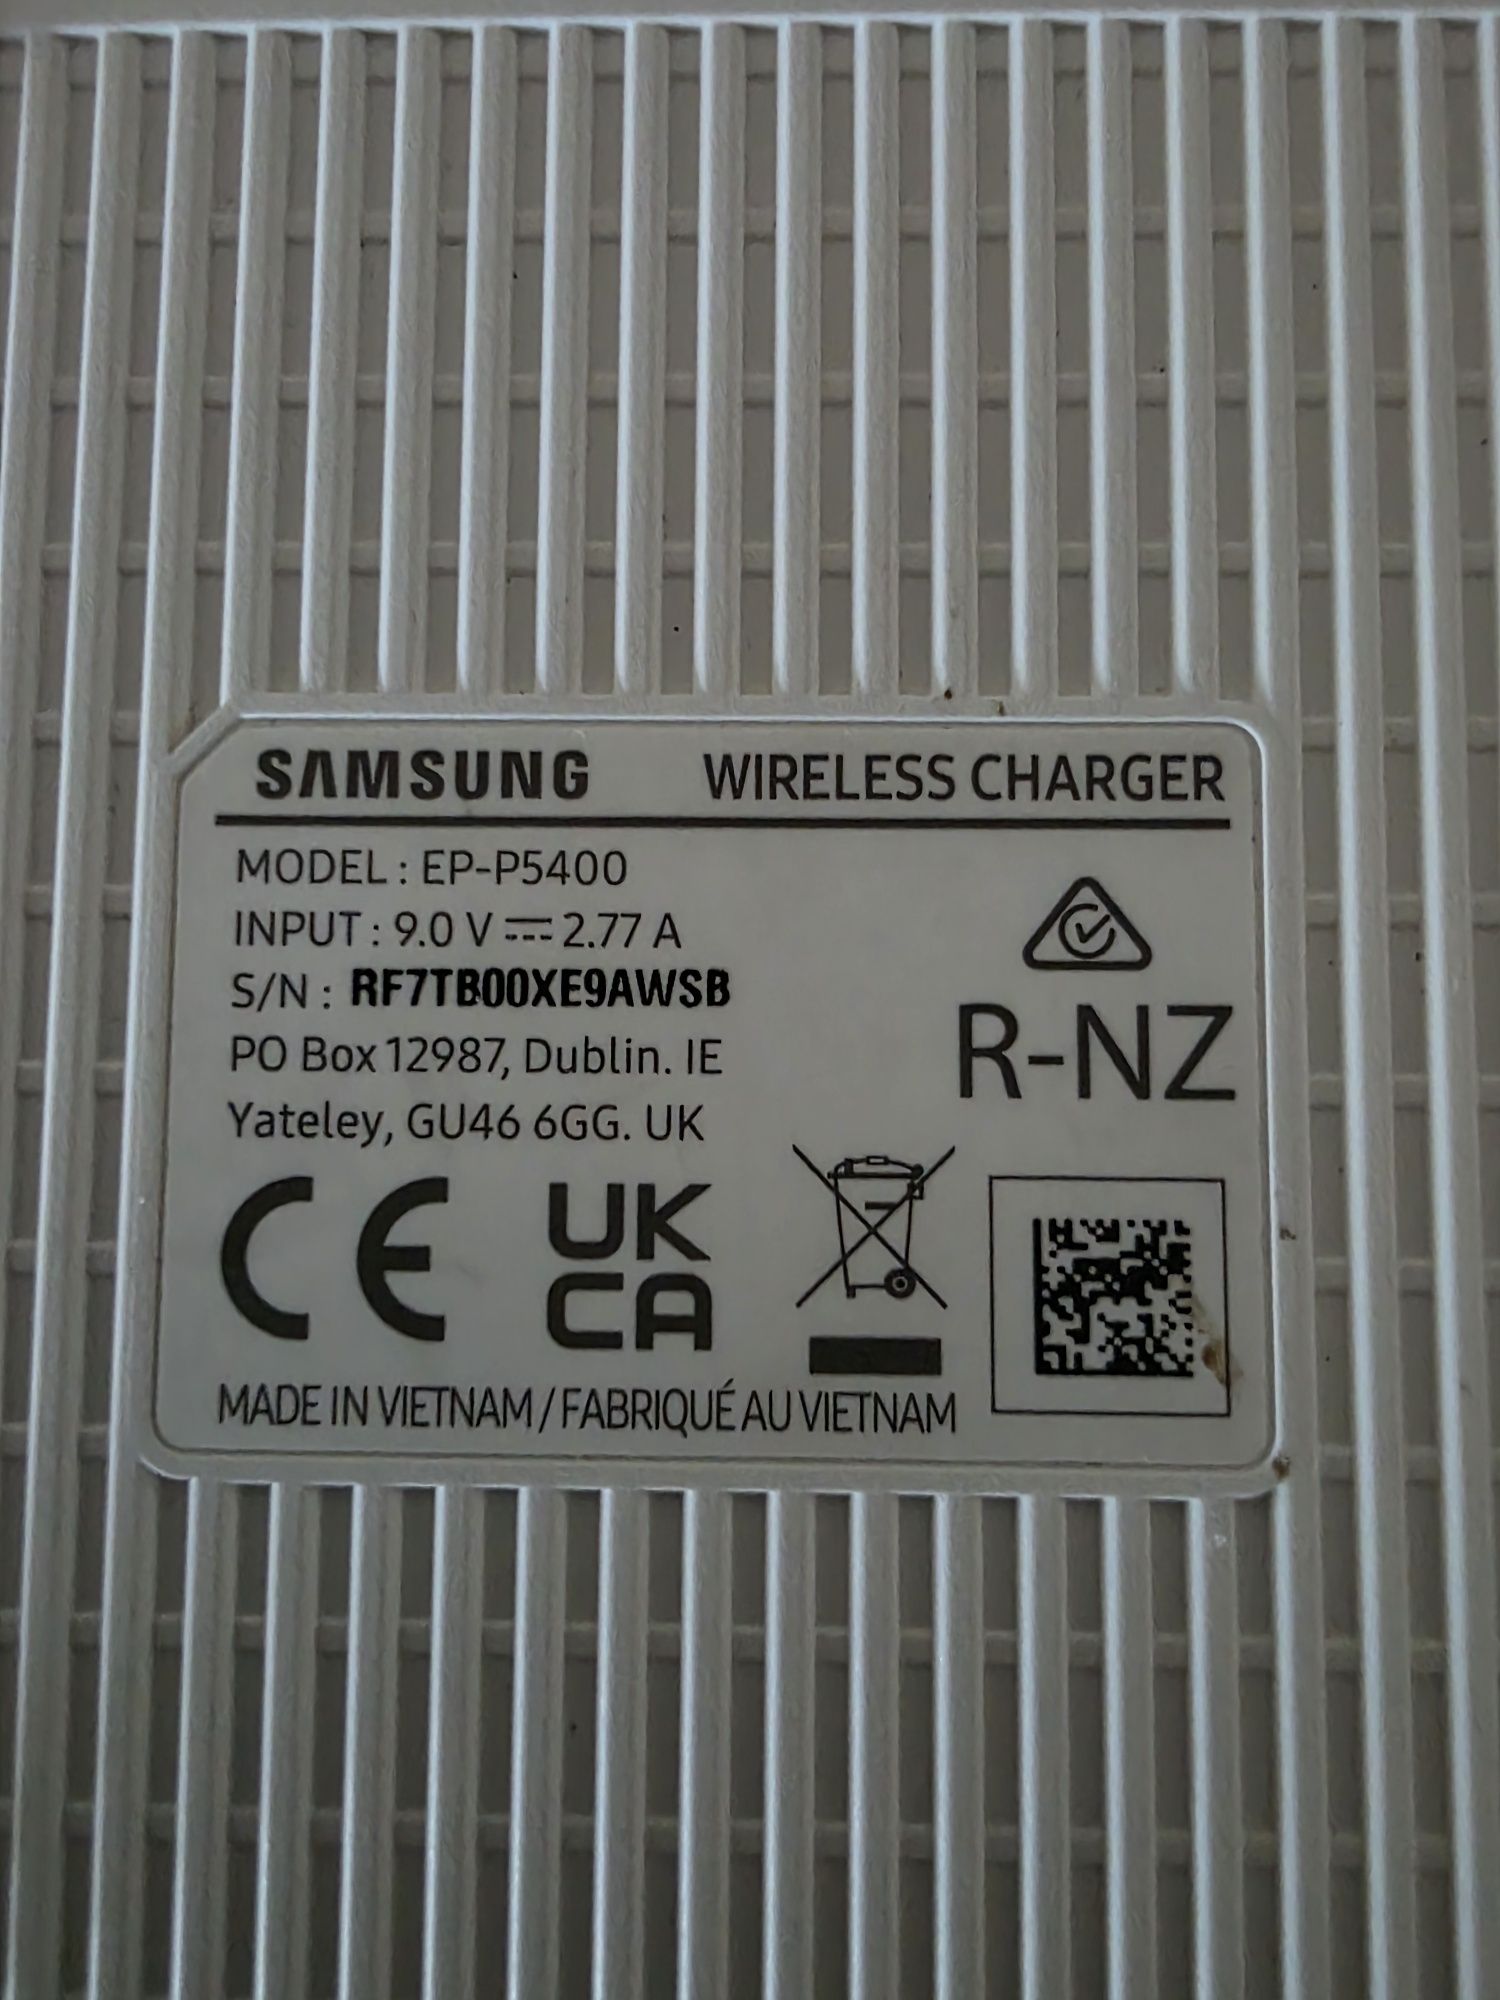 SAMSUNG WIRELESS CHARGER
MODEL : EP-P5400
INPUT : 9.0 V ⎓ 2.77 A
S/N : RF7TB00XE9AWSB
PO Box 12987, Dublin. IE
Yateley, GU46 6GG. UK
R-NZ
CE UK
CA
MADE IN VIETNAM / FABRIQUÉ AU VIETNAM